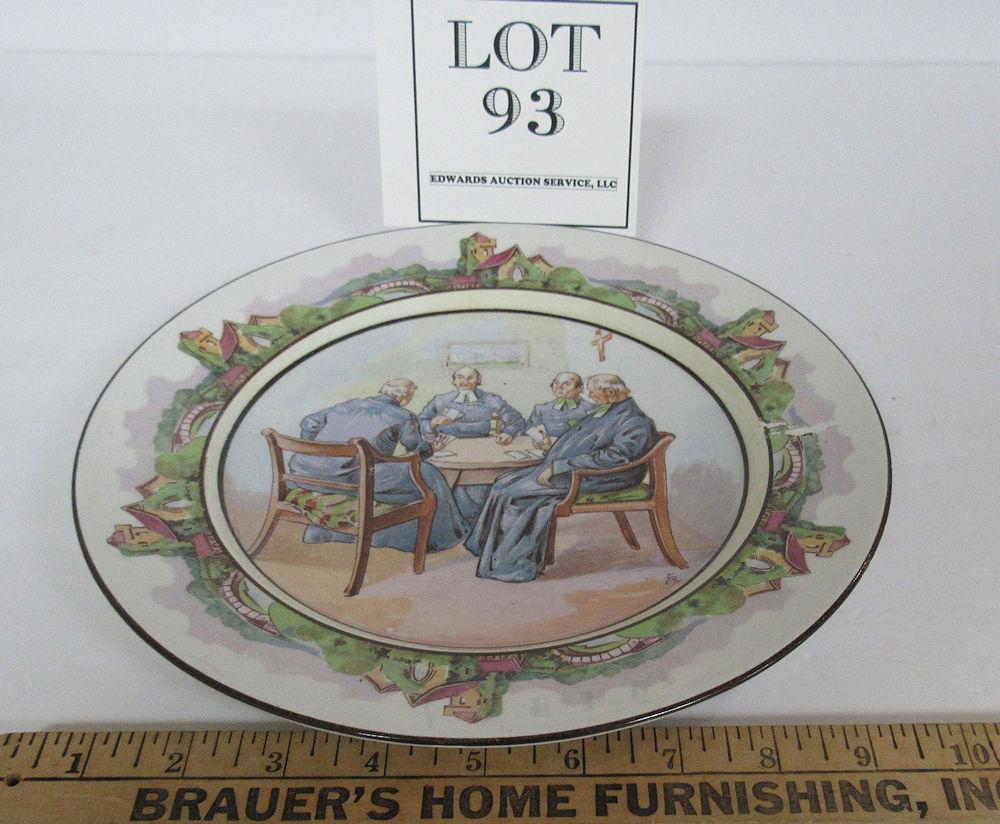 LOT
93
EDWARDS AUCTION SERVICE, LLC
1 2 3 4 5 6 7 8 9 10
BRAUER'S HOME FURNISHING, IN